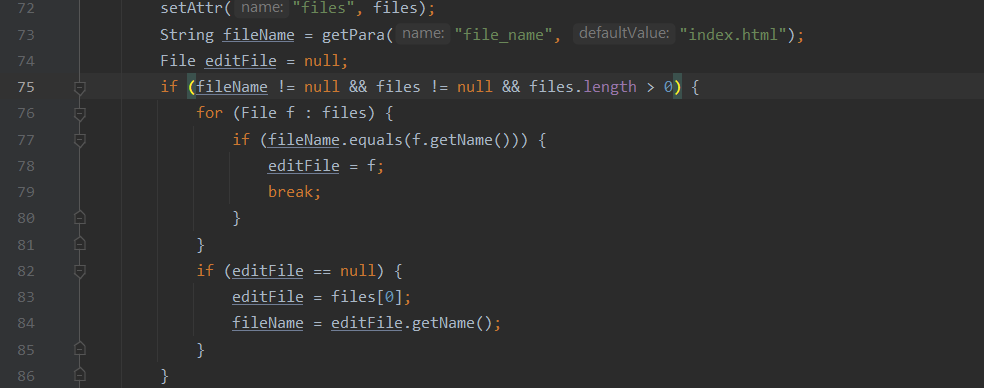 72 setAttr( name: "files", files);
73 String fileName = getPara( name: "file_name", defaultValue: "index.html");
74 File editFile = null;
75 if (fileName != null && files != null && files.length > 0) {
76 for (File f : files) {
77 if (fileName.equals(f.getName())) {
78 editFile = f;
79 break;
80 }
81 }
82 if (editFile == null) {
83 editFile = files[0];
84 fileName = editFile.getName();
85 }
86 }